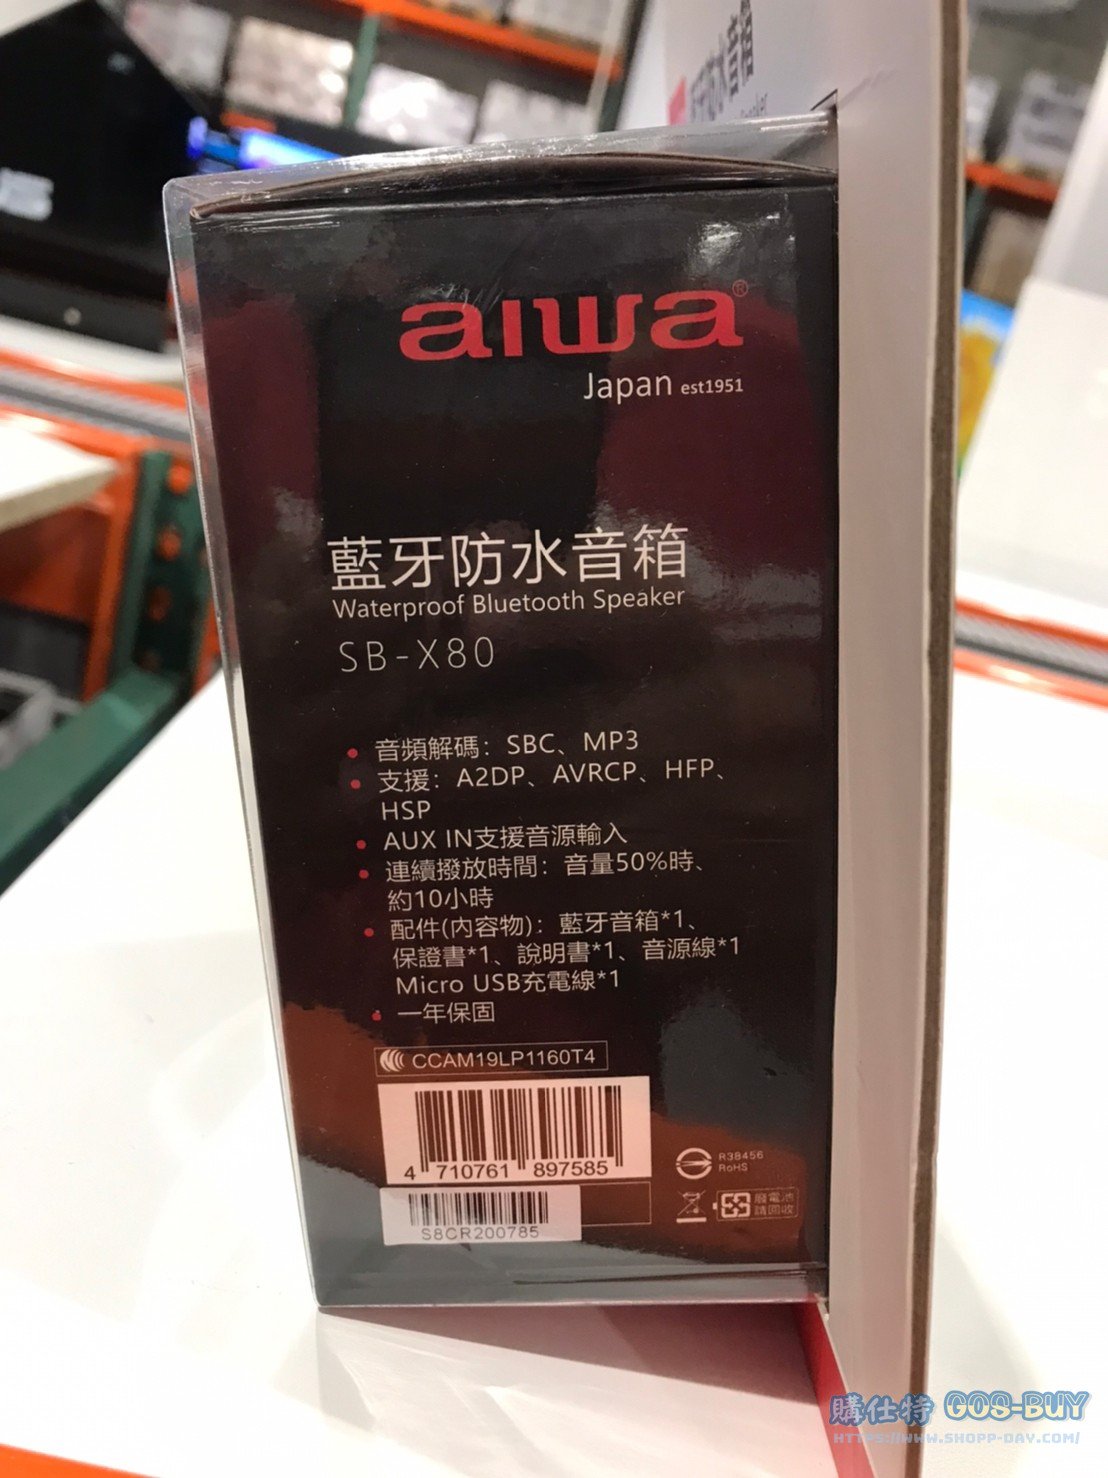 防水音箱
aiwa®
Japan est1951
藍牙防水音箱
Waterproof Bluetooth Speaker
SB-X80
• 音頻解碼：SBC、MP3
• 支援：A2DP、AVRCP、HFP、
HSP
• AUX IN支援音源輸入
• 連續撥放時間：音量50%時、
約10小時
• 配件(內容物)：藍牙音箱*1、
保證書*1、說明書*1、音源線*1
Micro USB充電線*1
• 一年保固
CCAM19LP1160T4
4 710761 897585
S8CR200785
R38456
RoHS
廢電池
請回收
購仕特 GOS-BUY
HTTPS://WWW.SHOPP-DAY.COM/